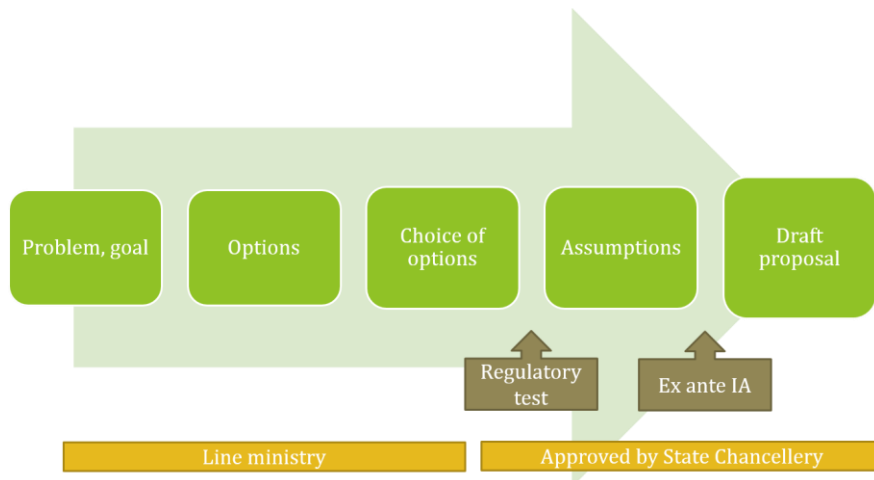 Problem, goal
Options
Choice of
options
Assumptions
Draft
proposal
Regulatory
test
Ex ante IA
Line ministry
Approved by State Chancellery